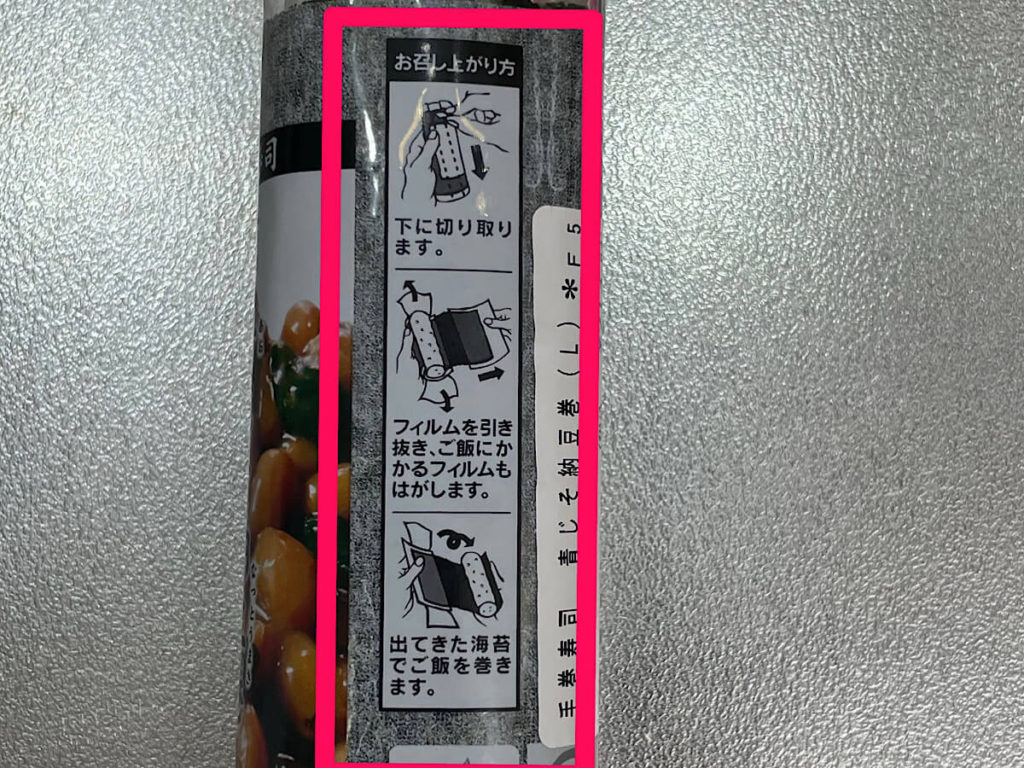 お召し上がり方
下に切り取り
ます。
フィルムを引き
抜き、ご飯にか
かるフィルムも
はがします。
出てきた海苔
でご飯を巻き
ます。
手巻寿司 青じそ納豆巻（L）＊F5
司